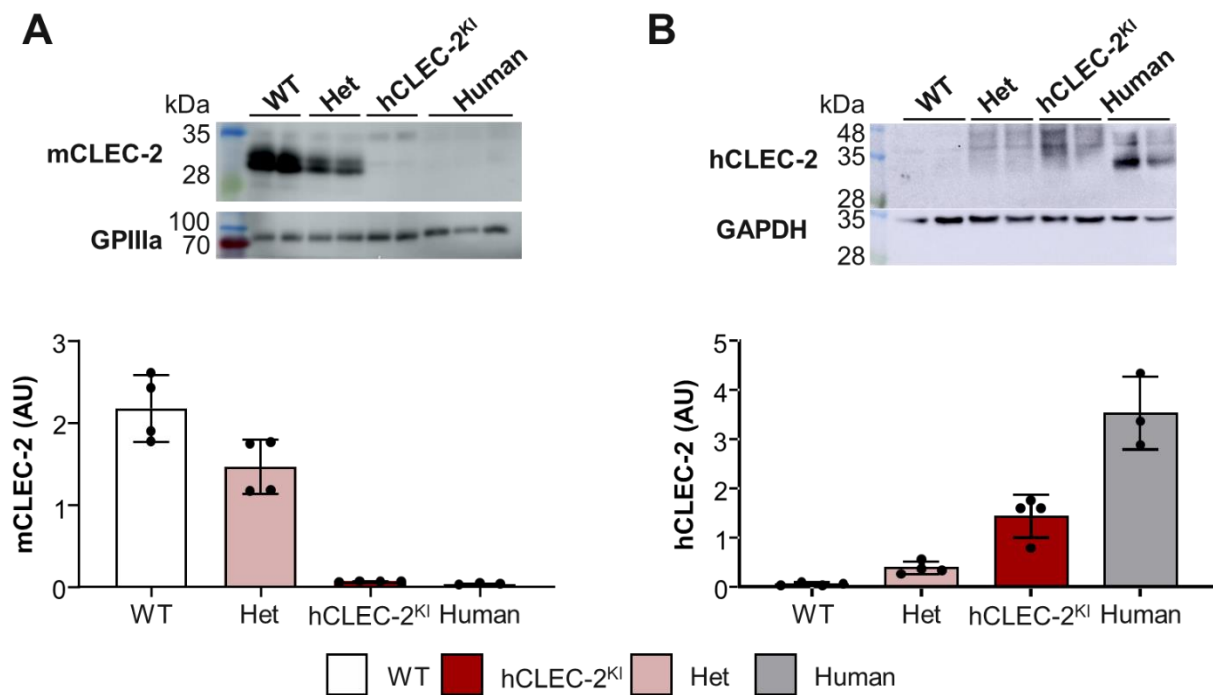 A
WT Het hCLEC-2ᴷᴵ Human
kDa
mCLEC-2
35
28
GPIIIa
100
70
mCLEC-2 (AU)
3
2
1
0
WT Het hCLEC-2ᴷᴵ Human
B
WT Het hCLEC-2ᴷᴵ Human
kDa
hCLEC-2
48
35
28
GAPDH
35
28
hCLEC-2 (AU)
5
4
3
2
1
0
WT Het hCLEC-2ᴷᴵ Human
WT hCLEC-2ᴷᴵ Het Human